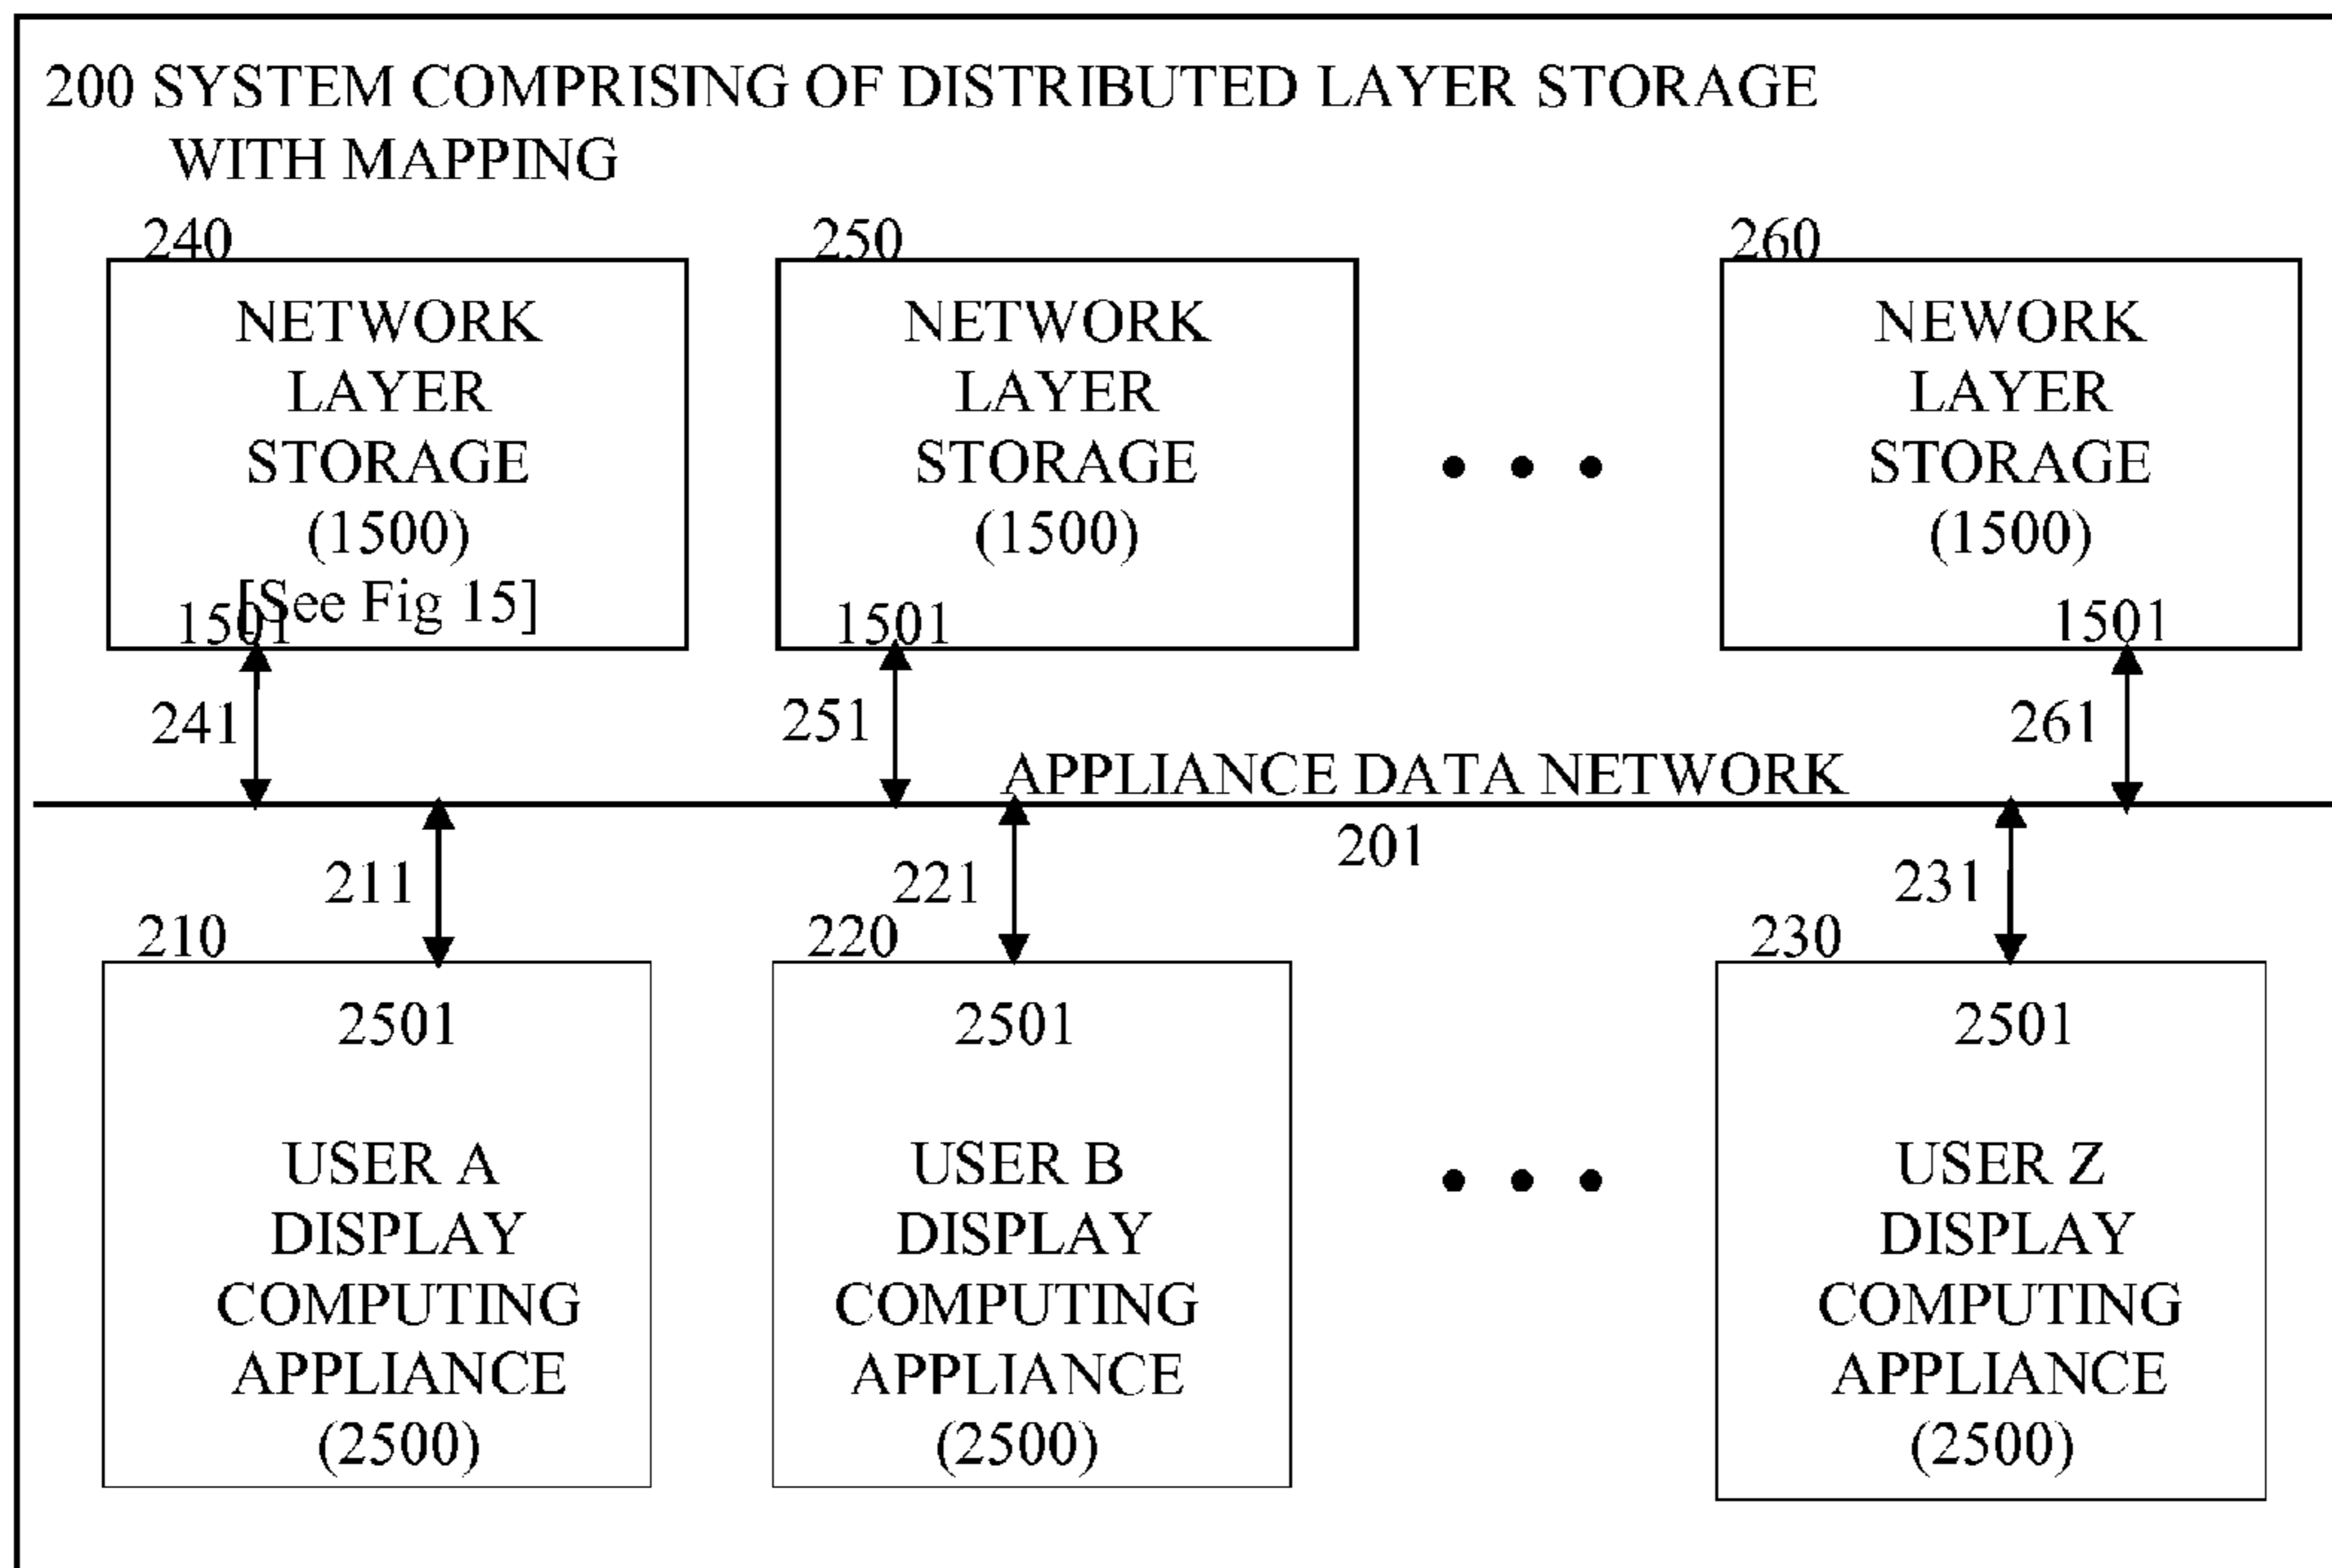 200 SYSTEM COMPRISING OF DISTRIBUTED LAYER STORAGE
WITH MAPPING
240
NETWORK
LAYER
STORAGE
(1500)
[See Fig 15]
1501
250
NETWORK
LAYER
STORAGE
(1500)
1501
260
NEWORK
LAYER
STORAGE
(1500)
1501
241
251
261
APPLIANCE DATA NETWORK
201
211
221
231
210
2501
USER A
DISPLAY
COMPUTING
APPLIANCE
(2500)
220
2501
USER B
DISPLAY
COMPUTING
APPLIANCE
(2500)
230
2501
USER Z
DISPLAY
COMPUTING
APPLIANCE
(2500)